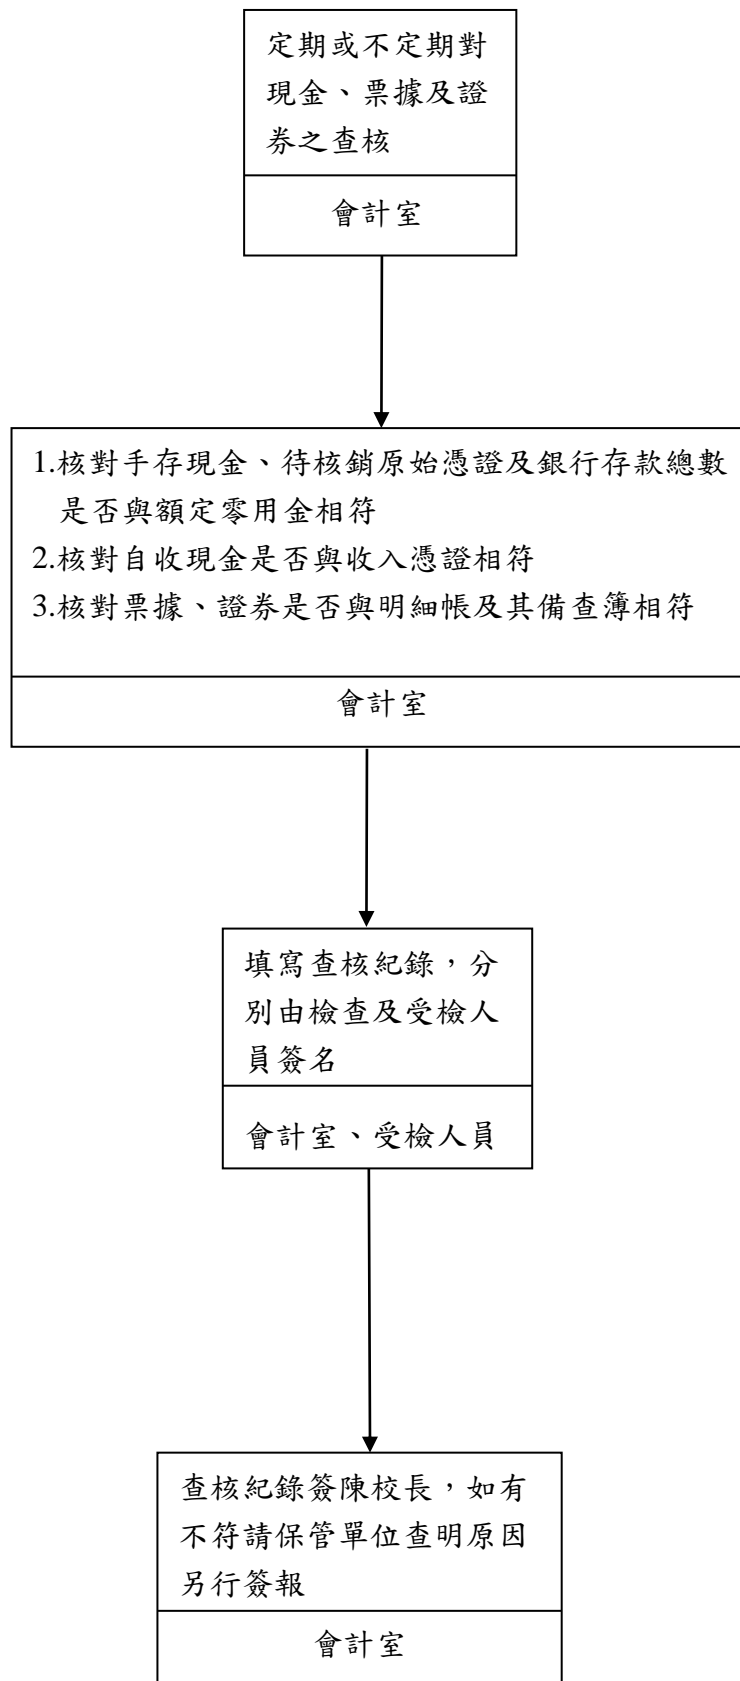 定期或不定期對
現金、票據及證
券之查核
會計室
1.核對手存現金、待核銷原始憑證及銀行存款總數
是否與額定零用金相符
2.核對自收現金是否與收入憑證相符
3.核對票據、證券是否與明細帳及其備查簿相符
會計室
填寫查核紀錄，分
別由檢查及受檢人
員簽名
會計室、受檢人員
查核紀錄簽陳校長，如有
不符請保管單位查明原因
另行簽報
會計室